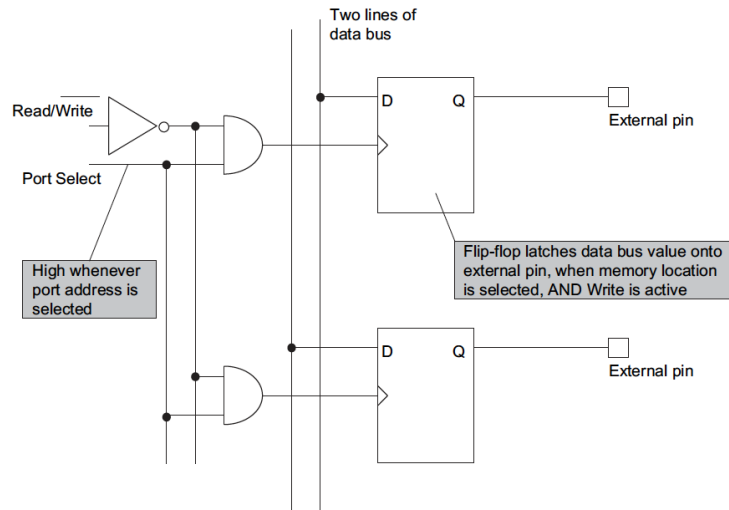 Two lines of
data bus
Read/Write
D
Q
External pin
Port Select
High whenever
port address is
selected
Flip-flop latches data bus value onto
external pin, when memory location
is selected, AND Write is active
D
Q
External pin